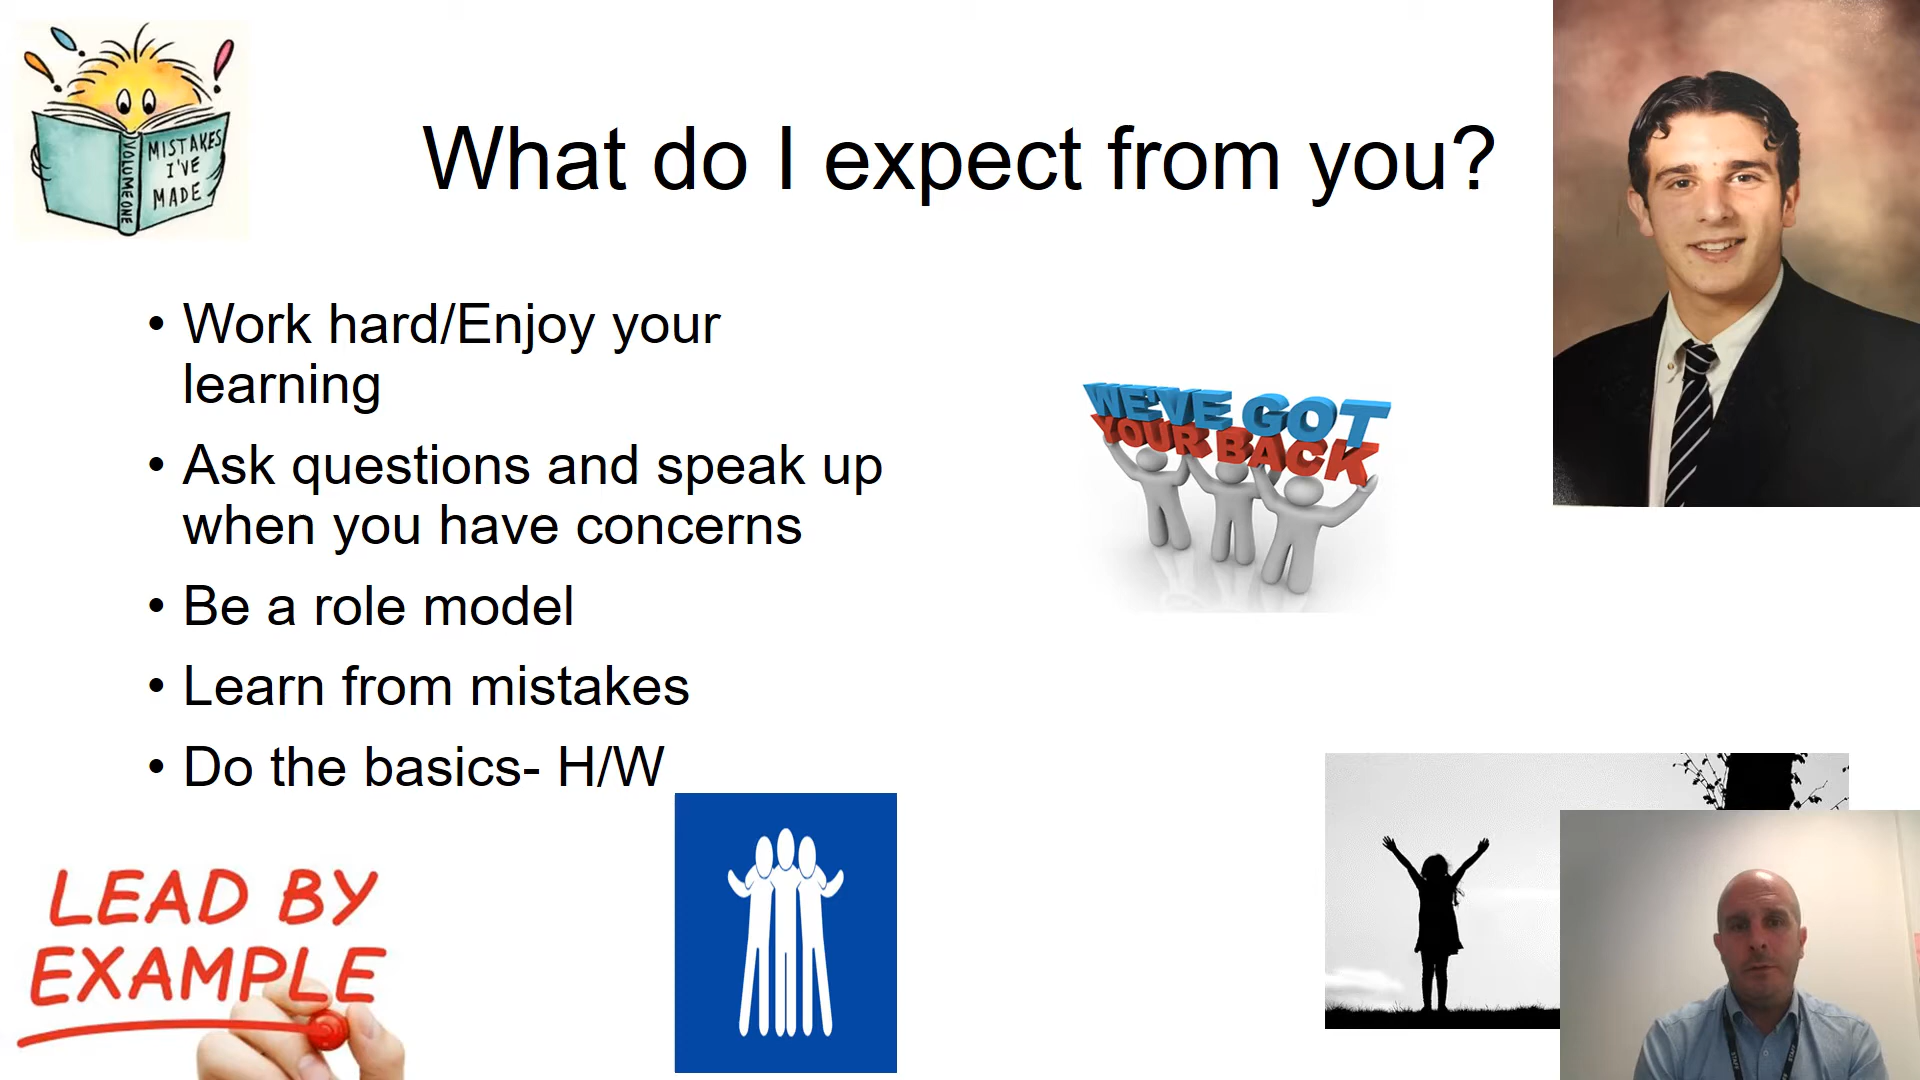 MISTAKES
I'VE
MADE
VOLUME ONE
What do I expect from you?
• Work hard/Enjoy your
learning
• Ask questions and speak up
when you have concerns
• Be a role model
• Learn from mistakes
• Do the basics- H/W
WE'VE GOT
YOUR BACK
LEAD BY
EXAMPLE
STAFF